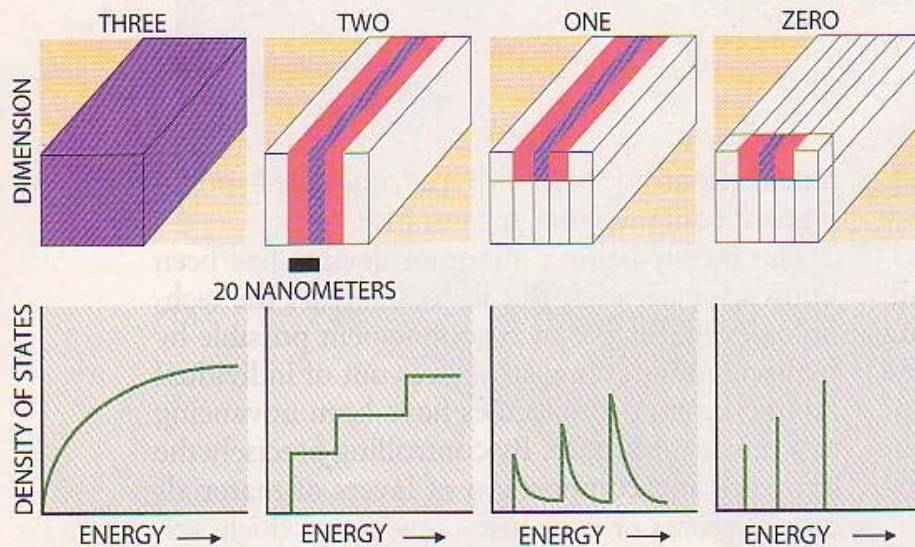 THREE
TWO
ONE
ZERO
DIMENSION
20 NANOMETERS
DENSITY OF STATES
ENERGY →
ENERGY →
ENERGY →
ENERGY →